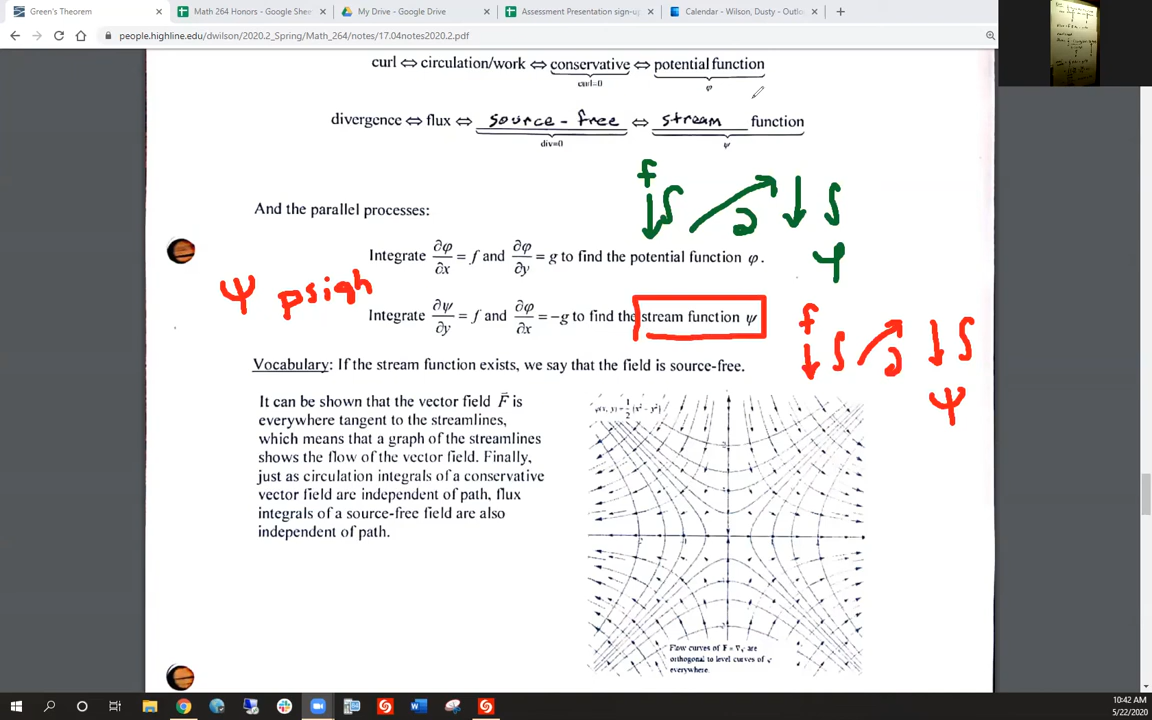 Green's Theorem
Math 264 Honors - Google Shee
My Drive - Google Drive
Assessment Presentation sign-u
Calendar - Wilson, Dusty - Outlo
people.highline.edu/dwilson/2020.2_Spring/Math_264/notes/17.04notes2020.2.pdf
curl ⇔ circulation/work ⇔ conservative ⇔ potential function
curl=0 φ
divergence ⇔ flux ⇔ source - free ⇔ stream function
div=0 ψ
f
↓ ∫ ↗ ∂ ↓ ∫
φ
And the parallel processes:
Integrate ∂φ/∂x = f and ∂φ/∂y = g to find the potential function φ.
ψ psigh
Integrate ∂ψ/∂y = f and ∂φ/∂x = −g to find the stream function ψ
f
↓ ∫ ↗ ∂ ↓ ∫
ψ
Vocabulary: If the stream function exists, we say that the field is source-free.
It can be shown that the vector field F⃗ is
everywhere tangent to the streamlines,
which means that a graph of the streamlines
shows the flow of the vector field. Finally,
just as circulation integrals of a conservative
vector field are independent of path, flux
integrals of a source-free field are also
independent of path.
Flow curves of F = ∇ are
orthogonal to level curves of
everywhere.
10:42 AM
5/22/2020